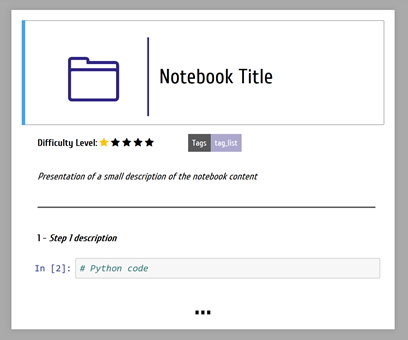 Notebook Title
Difficulty Level:
Tags tag_list
Presentation of a small description of the notebook content
1 - Step 1 description
In [2]: # Python code
...